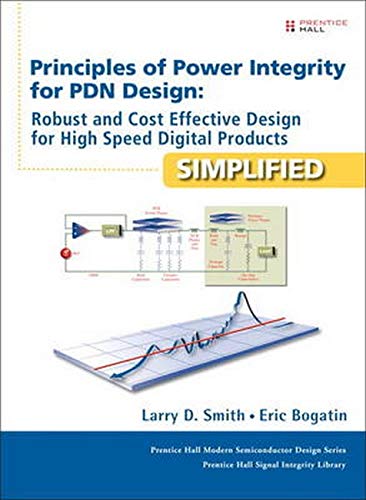 PRENTICE
HALL
Principles of Power Integrity
for PDN Design:
Robust and Cost Effective Design
for High Speed Digital Products
SIMPLIFIED
Larry D. Smith • Eric Bogatin
Prentice Hall Modern Semiconductor Design Series
Prentice Hall Signal Integrity Library